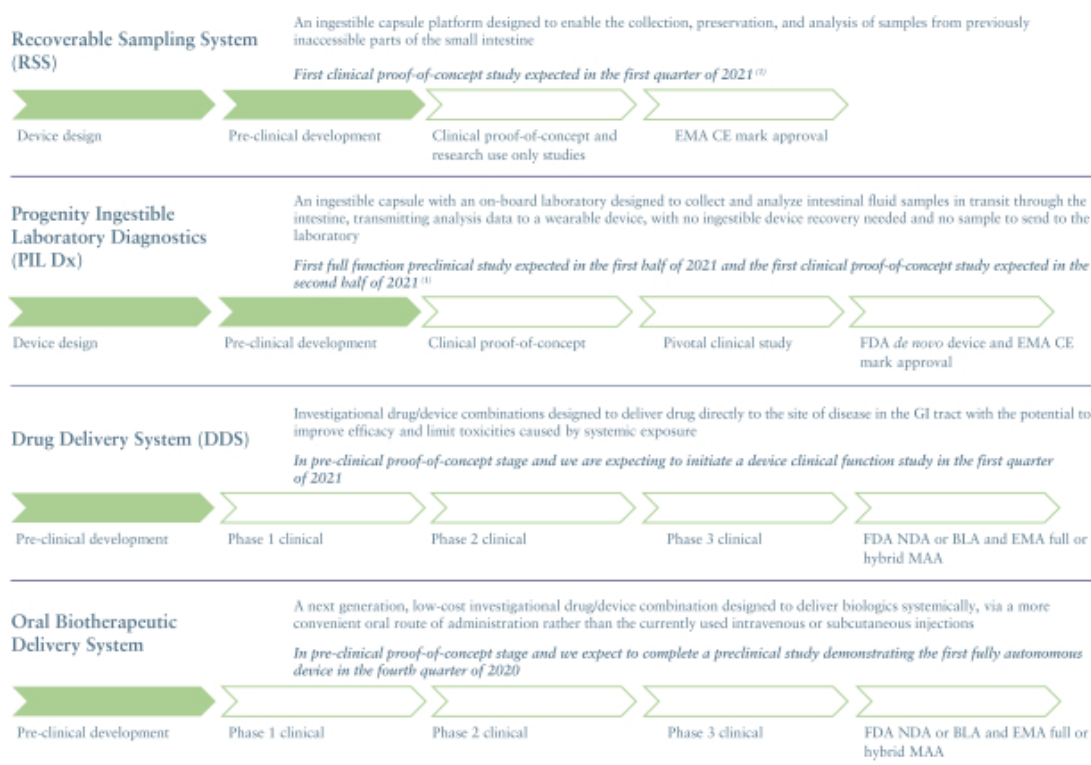 Recoverable Sampling System
(RSS)
An ingestible capsule platform designed to enable the collection, preservation, and analysis of samples from previously
inaccessible parts of the small intestine
First clinical proof-of-concept study expected in the first quarter of 2021
Device design
Pre-clinical development
Clinical proof-of-concept and
research use only studies
EMA CE mark approval
Progenity Ingestible
Laboratory Diagnostics
(PIL Dx)
An ingestible capsule with an on-board laboratory designed to collect and analyze intestinal fluid samples in transit through the
intestine, transmitting analysis data to a wearable device, with no ingestible device recovery needed and no sample to send to the
laboratory
First full function preclinical study expected in the first half of 2021 and the first clinical proof-of-concept study expected in the
second half of 2021 (1)
Device design
Pre-clinical development
Clinical proof-of-concept
Pivotal clinical study
FDA de novo device and EMA CE
mark approval
Drug Delivery System (DDS)
Investigational drug/device combinations designed to deliver drug directly to the site of disease in the GI tract with the potential to
improve efficacy and limit toxicities caused by systemic exposure
In pre-clinical proof-of-concept stage and we are expecting to initiate a device clinical function study in the first quarter
of 2021
Pre-clinical development
Phase 1 clinical
Phase 2 clinical
Phase 3 clinical
FDA NDA or BLA and EMA full or
hybrid MAA
Oral Biotherapeutic
Delivery System
A next generation, low-cost investigational drug/device combination designed to deliver biologics systemically, via a more
convenient oral route of administration rather than the currently used intravenous or subcutaneous injections
In pre-clinical proof-of-concept stage and we expect to complete a preclinical study demonstrating the first fully autonomous
device in the fourth quarter of 2020
Pre-clinical development
Phase 1 clinical
Phase 2 clinical
Phase 3 clinical
FDA NDA or BLA and EMA full or
hybrid MAA